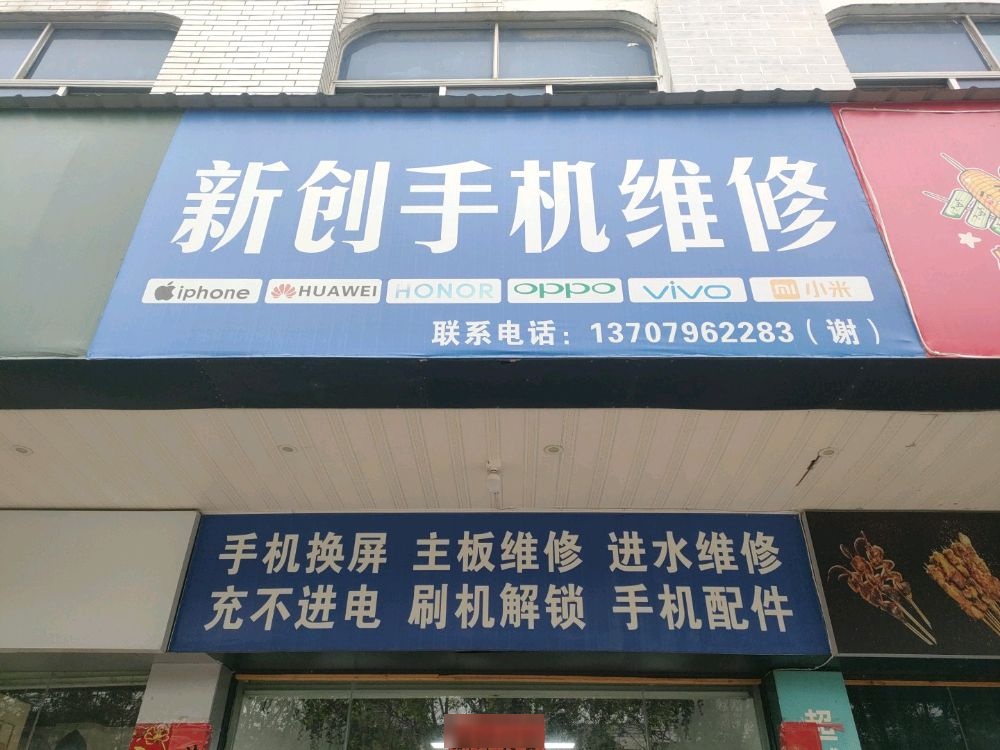 新创手机维修
iphone HUAWEI HONOR oppo vivo mi 小米
联系电话：13707962283（谢）
手机换屏 主板维修 进水维修
充不进电 刷机解锁 手机配件
超